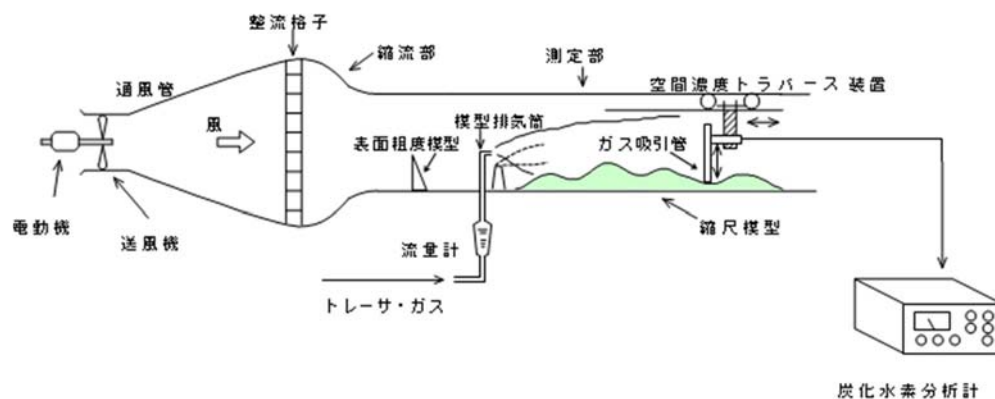 整流格子
縮流部
測定部
通風管
空間濃度トラバース装置
風
模型排気筒
表面粗度模型
ガス吸引管
電動機
送風機
流量計
縮尺模型
トレーサ・ガス
炭化水素分析計